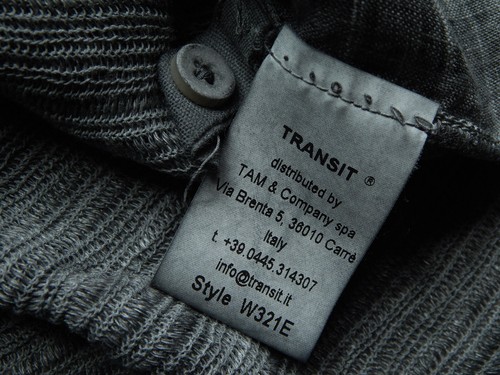 TRANSIT ®
distributed by
TAM & Company spa
Via Brenta 5, 36010 Carrè
Italy
t. +39.0445.314307
info@transit.it
Style W321E